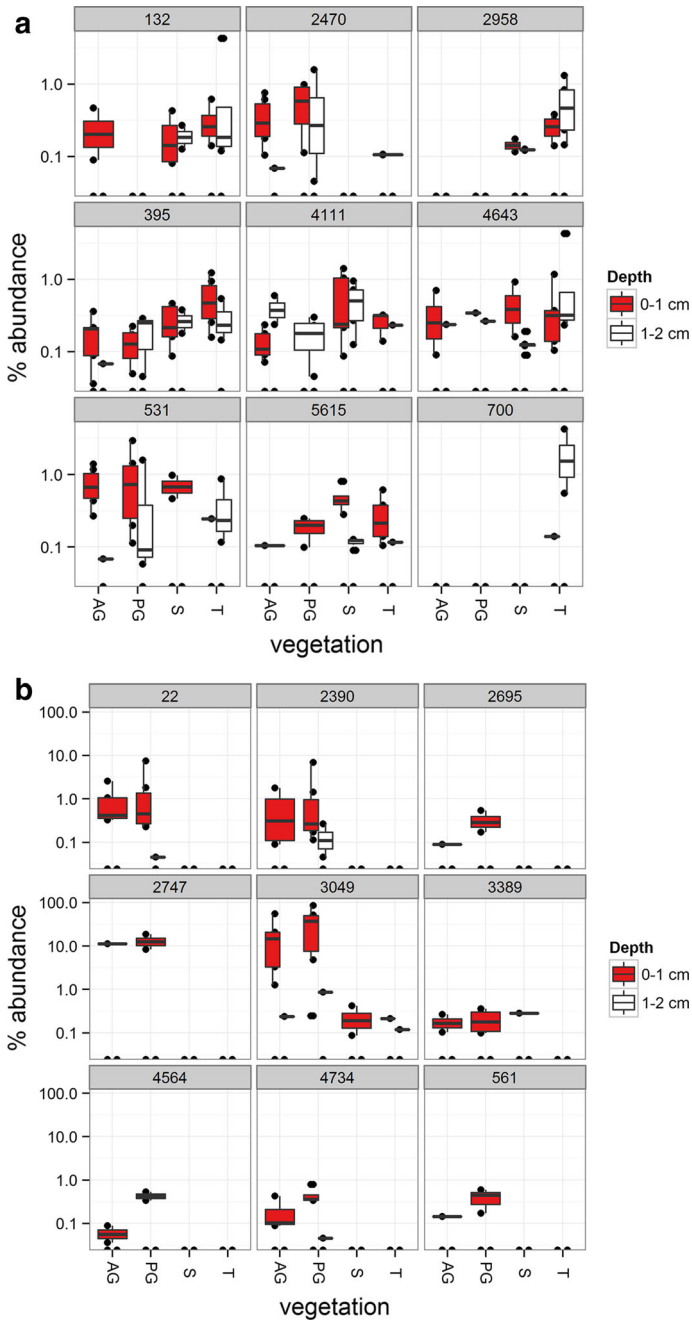 a
132 2470 2958
1.0
0.1
395 4111 4643
1.0
0.1
531 5615 700
1.0
0.1
AG PG S T AG PG S T AG PG S T
vegetation
% abundance
Depth
0-1 cm
1-2 cm
b
22 2390 2695
100.0
10.0
1.0
0.1
2747 3049 3389
100.0
10.0
1.0
0.1
4564 4734 561
100.0
10.0
1.0
0.1
AG PG S T AG PG S T AG PG S T
vegetation
% abundance
Depth
0-1 cm
1-2 cm